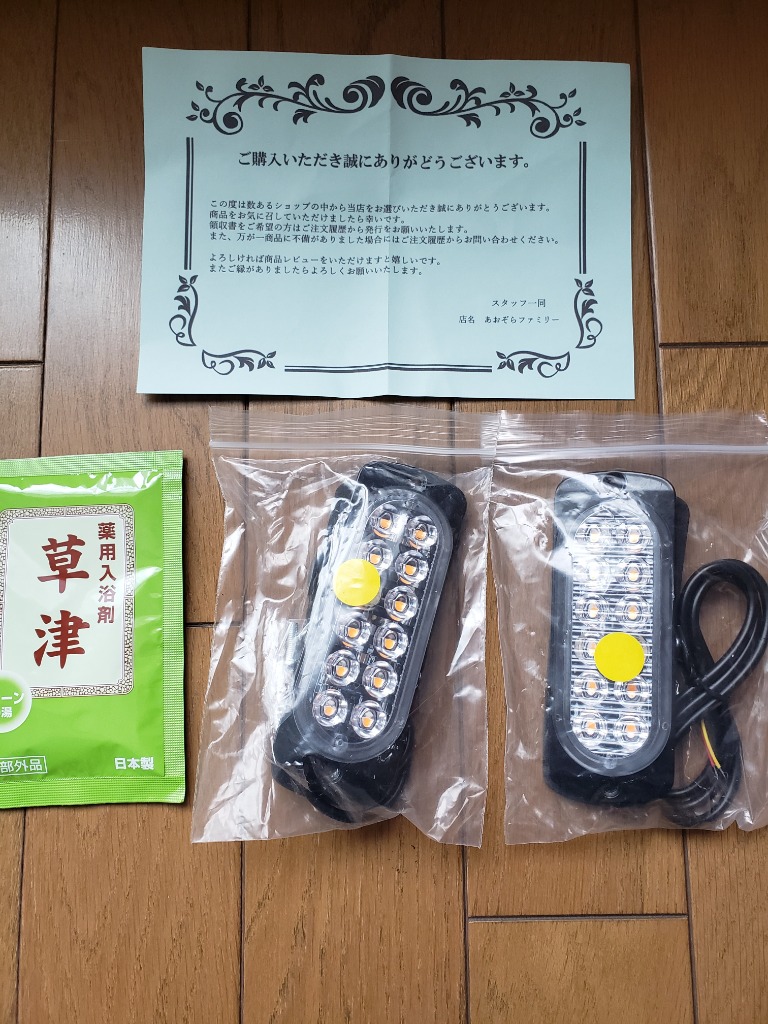 ご購入いただき誠にありがとうございます。
この度は数あるショップの中から当店をお選びいただき誠にありがとうございます。
商品をお気に召していただけましたら幸いです。
領収書をご希望の方はご注文履歴から発行をお願いいたします。
また、万が一商品に不備がありました場合にはご注文履歴からお問い合わせください。
よろしければ商品レビューをいただけますと嬉しいです。
またご縁がありましたらよろしくお願いいたします。
スタッフ一同
店名 あおぞらファミリー
薬用入浴剤
草津
ーン
湯
部外品
日本製